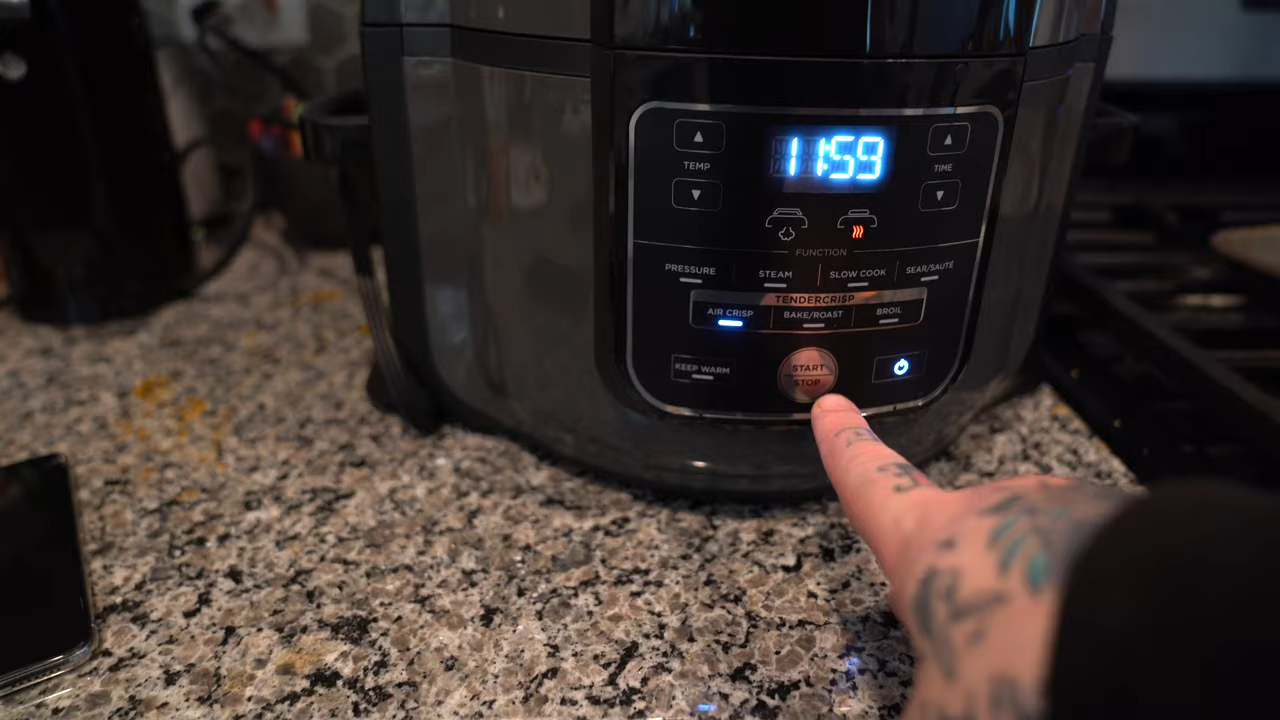 11:59
TEMP
TIME
FUNCTION
PRESSURE
STEAM
SLOW COOK
SEAR/SAUTÉ
TENDERCRISP
AIR CRISP
BAKE/ROAST
BROIL
KEEP WARM
START
STOP